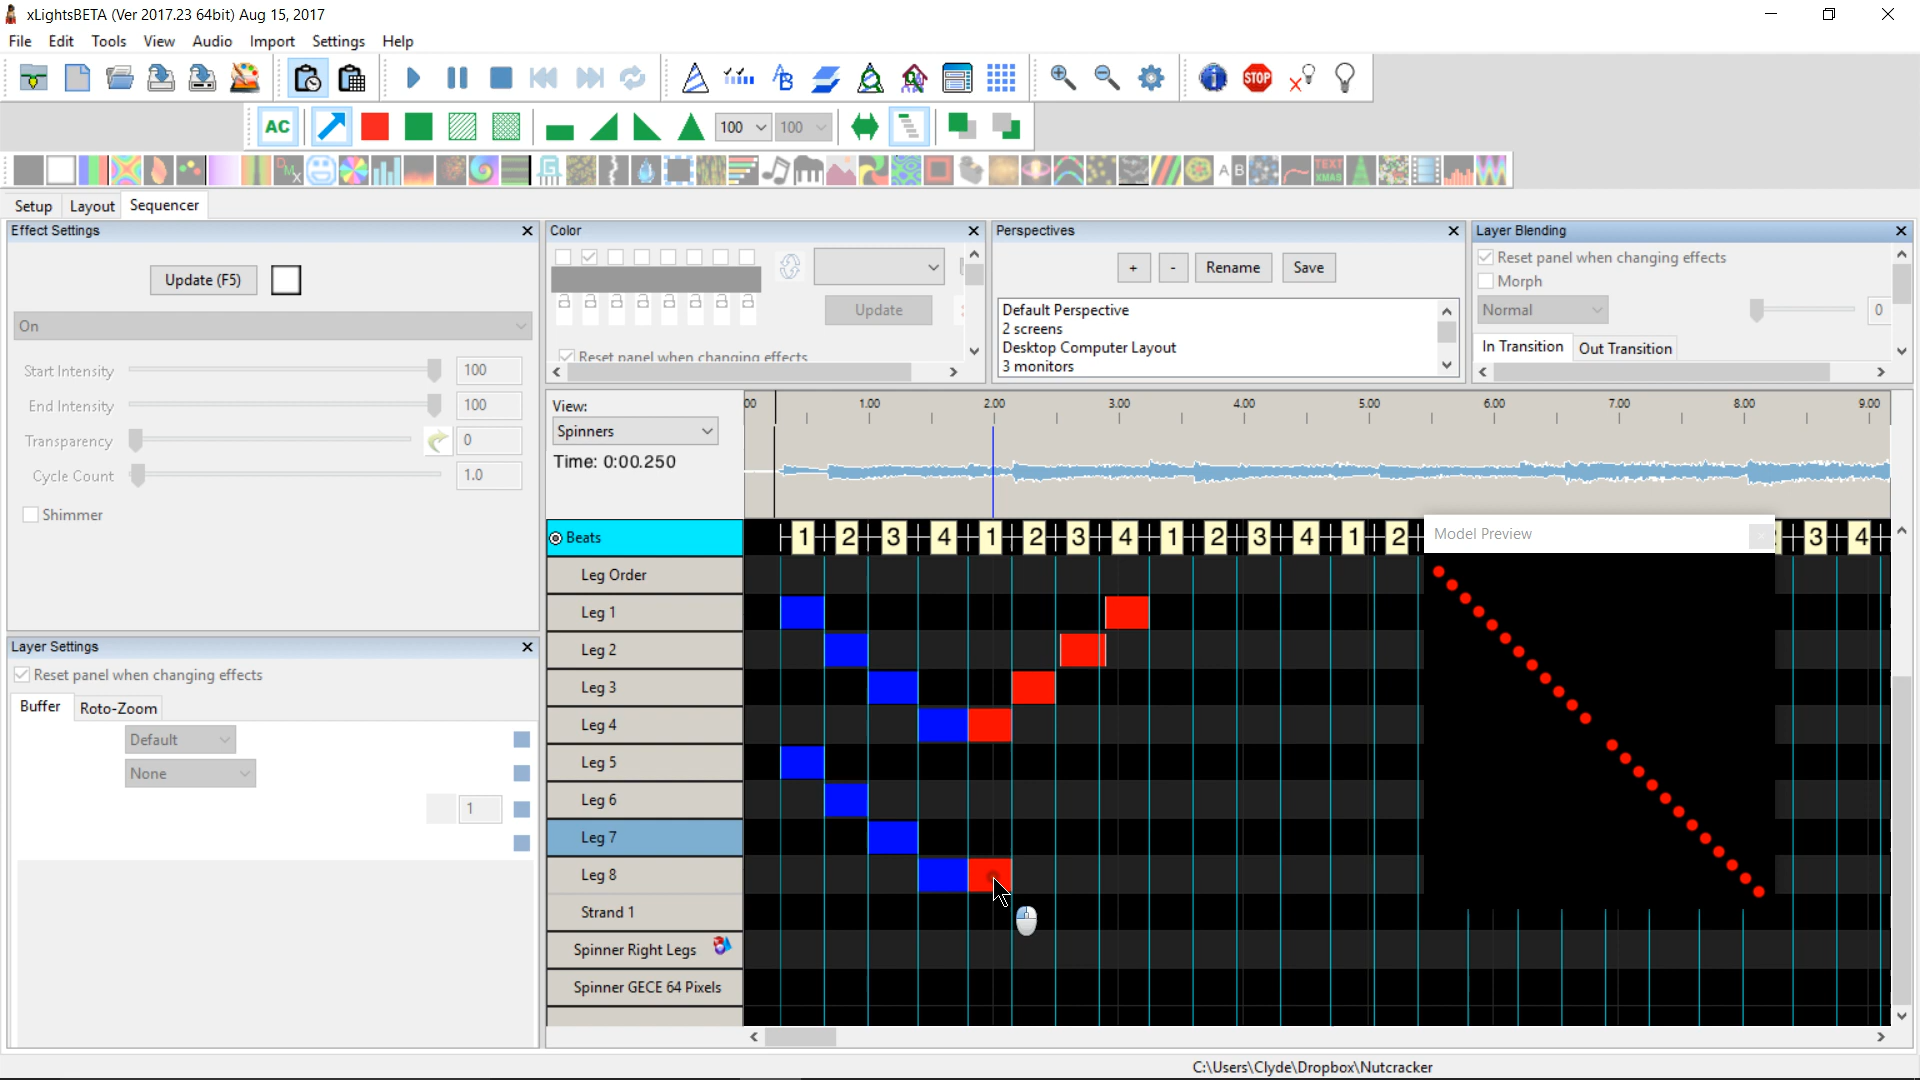 xLightsBETA (Ver 2017.23 64bit) Aug 15, 2017
File Edit Tools View Audio Import Settings Help
AC 100 100
Setup Layout Sequencer
Effect Settings
Update (F5)
On
Start Intensity 100
End Intensity 100
Transparency 0
Cycle Count 1.0
Shimmer
Layer Settings
Reset panel when changing effects
Buffer Roto-Zoom
Default
None
1
Color
Update
Reset panel when changing effects
Perspectives
+ - Rename Save
Default Perspective
2 screens
Desktop Computer Layout
3 monitors
Layer Blending
Reset panel when changing effects
Morph
Normal 0
In Transition Out Transition
View:
Spinners
Time: 0:00.250
00 1.00 2.00 3.00 4.00 5.00 6.00 7.00 8.00 9.00
Beats 1 2 3 4 1 2 3 4 1 2 3 4 1 2 3 4
Model Preview
Leg Order
Leg 1
Leg 2
Leg 3
Leg 4
Leg 5
Leg 6
Leg 7
Leg 8
Strand 1
Spinner Right Legs
Spinner GECE 64 Pixels
C:\Users\Clyde\Dropbox\Nutcracker